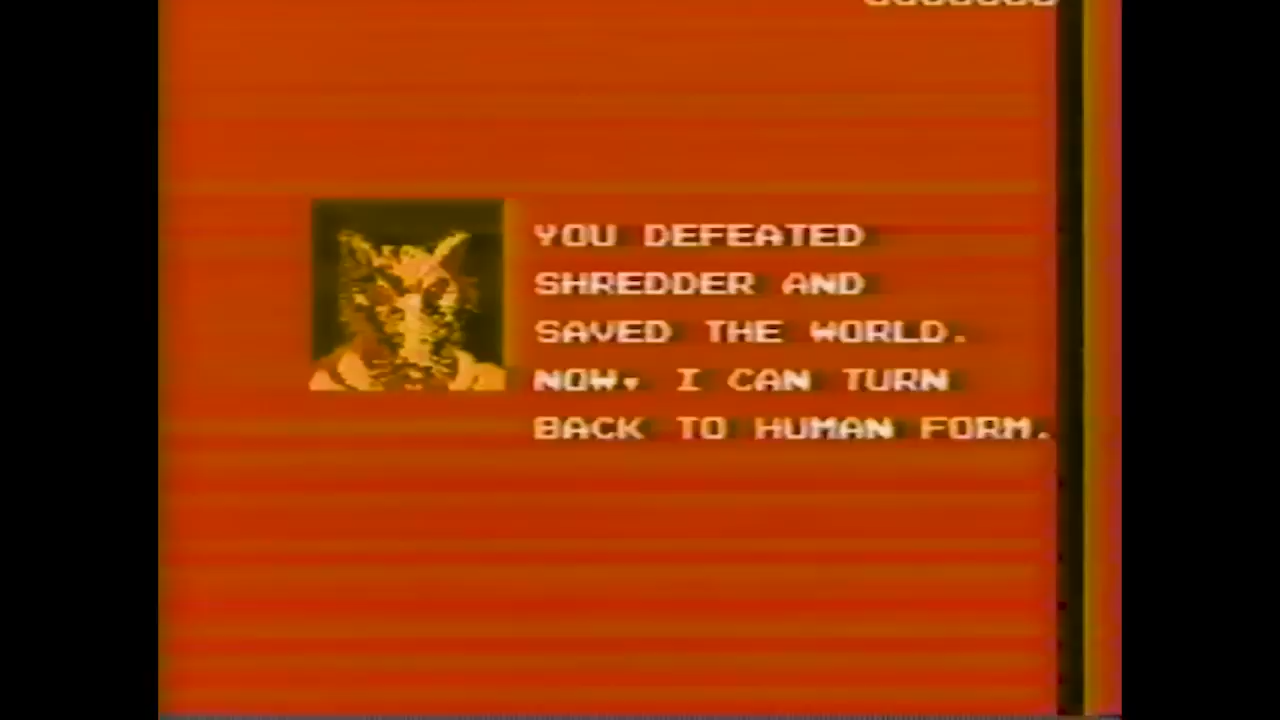 YOU DEFEATED
SHREDDER AND
SAVED THE WORLD.
NOW, I CAN TURN
BACK TO HUMAN FORM.